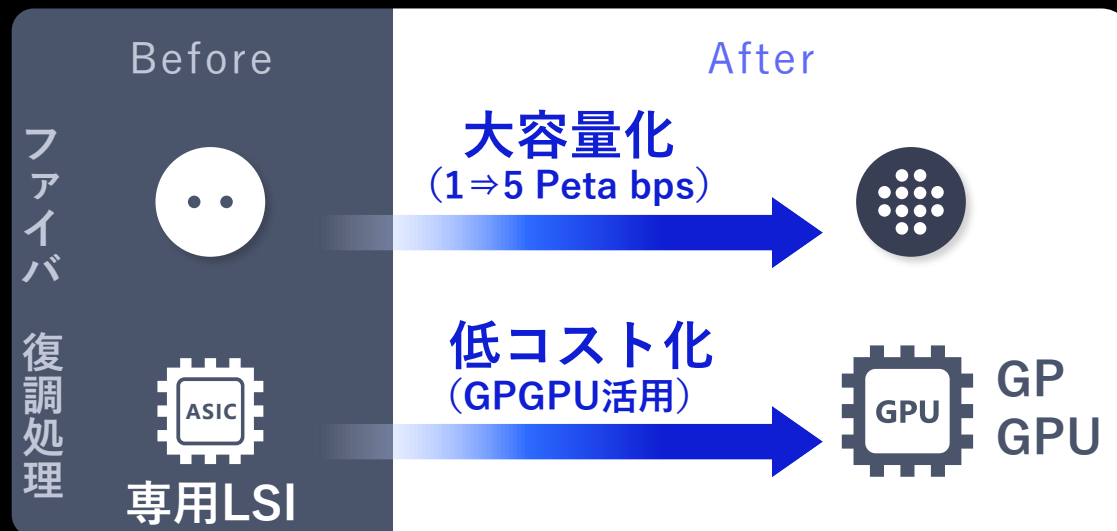 Before
After
ファイバ
大容量化
（1⇒5 Peta bps）
復調処理
ASIC
専用LSI
低コスト化
（GPGPU活用）
GPU
GP
GPU